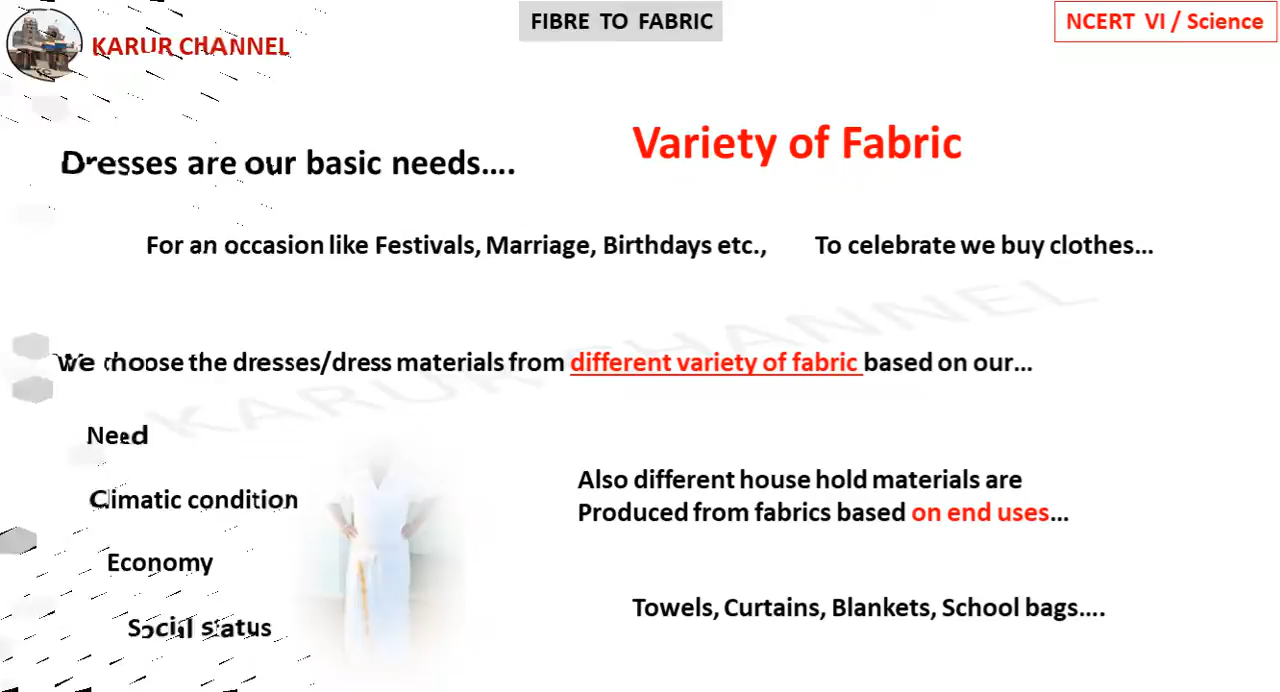 FIBRE TO FABRIC
NCERT VI / Science
KARUR CHANNEL
Variety of Fabric
Dresses are our basic needs....
For an occasion like Festivals, Marriage, Birthdays etc., To celebrate we buy clothes...
KARUR CHANNEL
We choose the dresses/dress materials from different variety of fabric based on our...
Need
Climatic condition
Economy
Social status
Also different house hold materials are
Produced from fabrics based on end uses...
Towels, Curtains, Blankets, School bags....